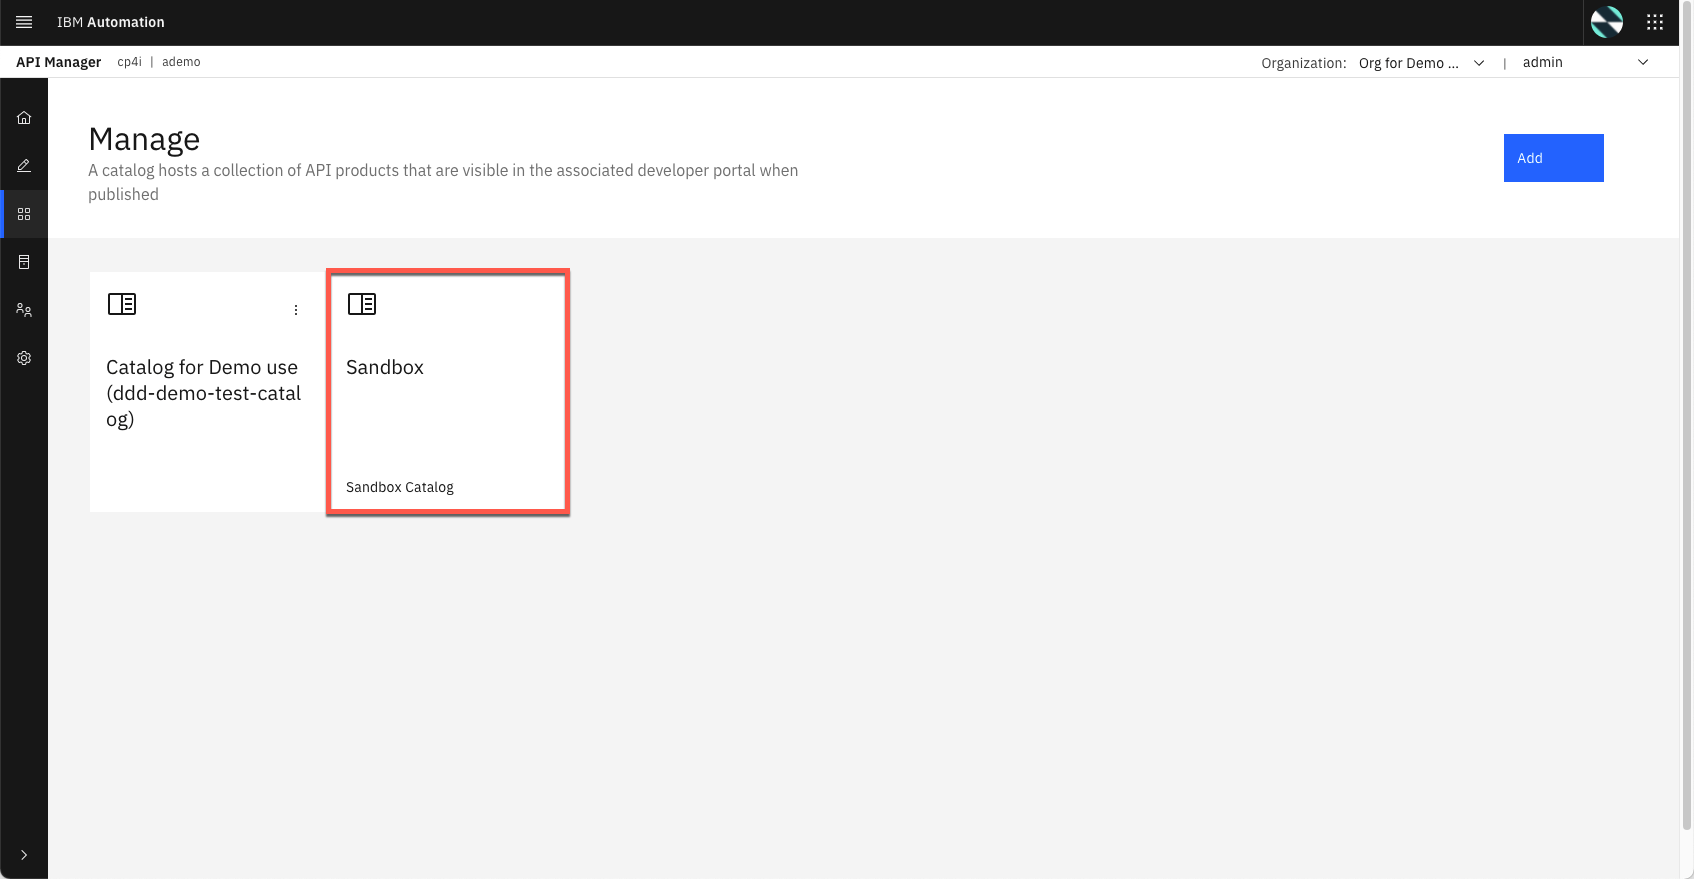 IBM Automation
API Manager cp4i | ademo
Organization: Org for Demo ... | admin
Manage
A catalog hosts a collection of API products that are visible in the associated developer portal when
published
Add
Catalog for Demo use
(ddd-demo-test-catal
og)
Sandbox
Sandbox Catalog